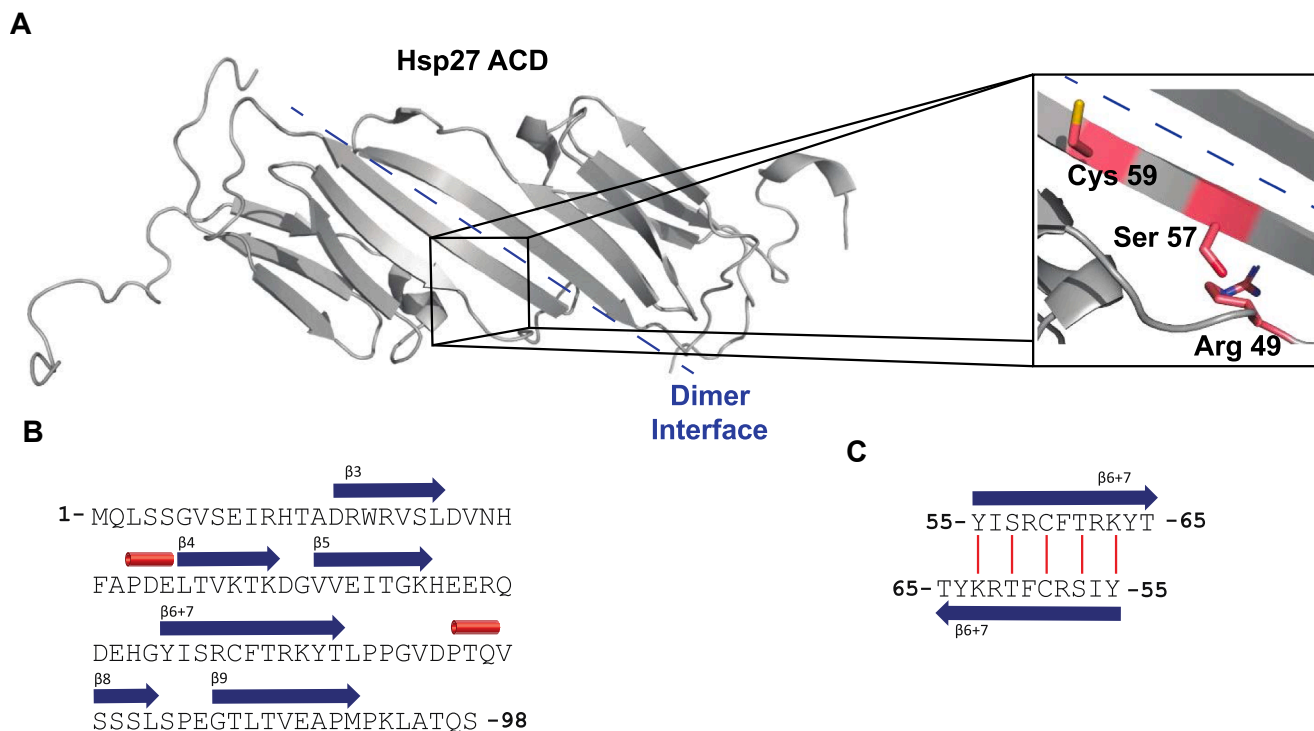 A
Hsp27 ACD
Cys 59
Ser 57
Arg 49
Dimer
Interface
B
β3
1- MQLSSGVSEIRHTADRWRVSLDVNH
β4 β5
FAPDELTVKTKDGVVEITGKHEERQ
β6+7
DEHGYISRCFTRKYTLPPGVDPTQV
β8 β9
SSSLSPEGTLTVEAPMPKLATQS -98
C
β6+7
55- YISRCFTRKYT -65
65- TYKRTFCRSIY -55
β6+7